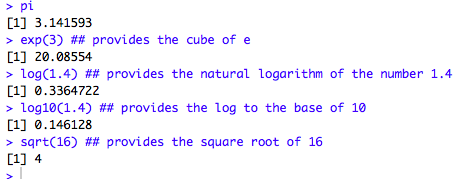 > pi
[1] 3.141593
> exp(3) ## provides the cube of e
[1] 20.08554
> log(1.4) ## provides the natural logarithm of the number 1.4
[1] 0.3364722
> log10(1.4) ## provides the log to the base of 10
[1] 0.146128
> sqrt(16) ## provides the square root of 16
[1] 4
>